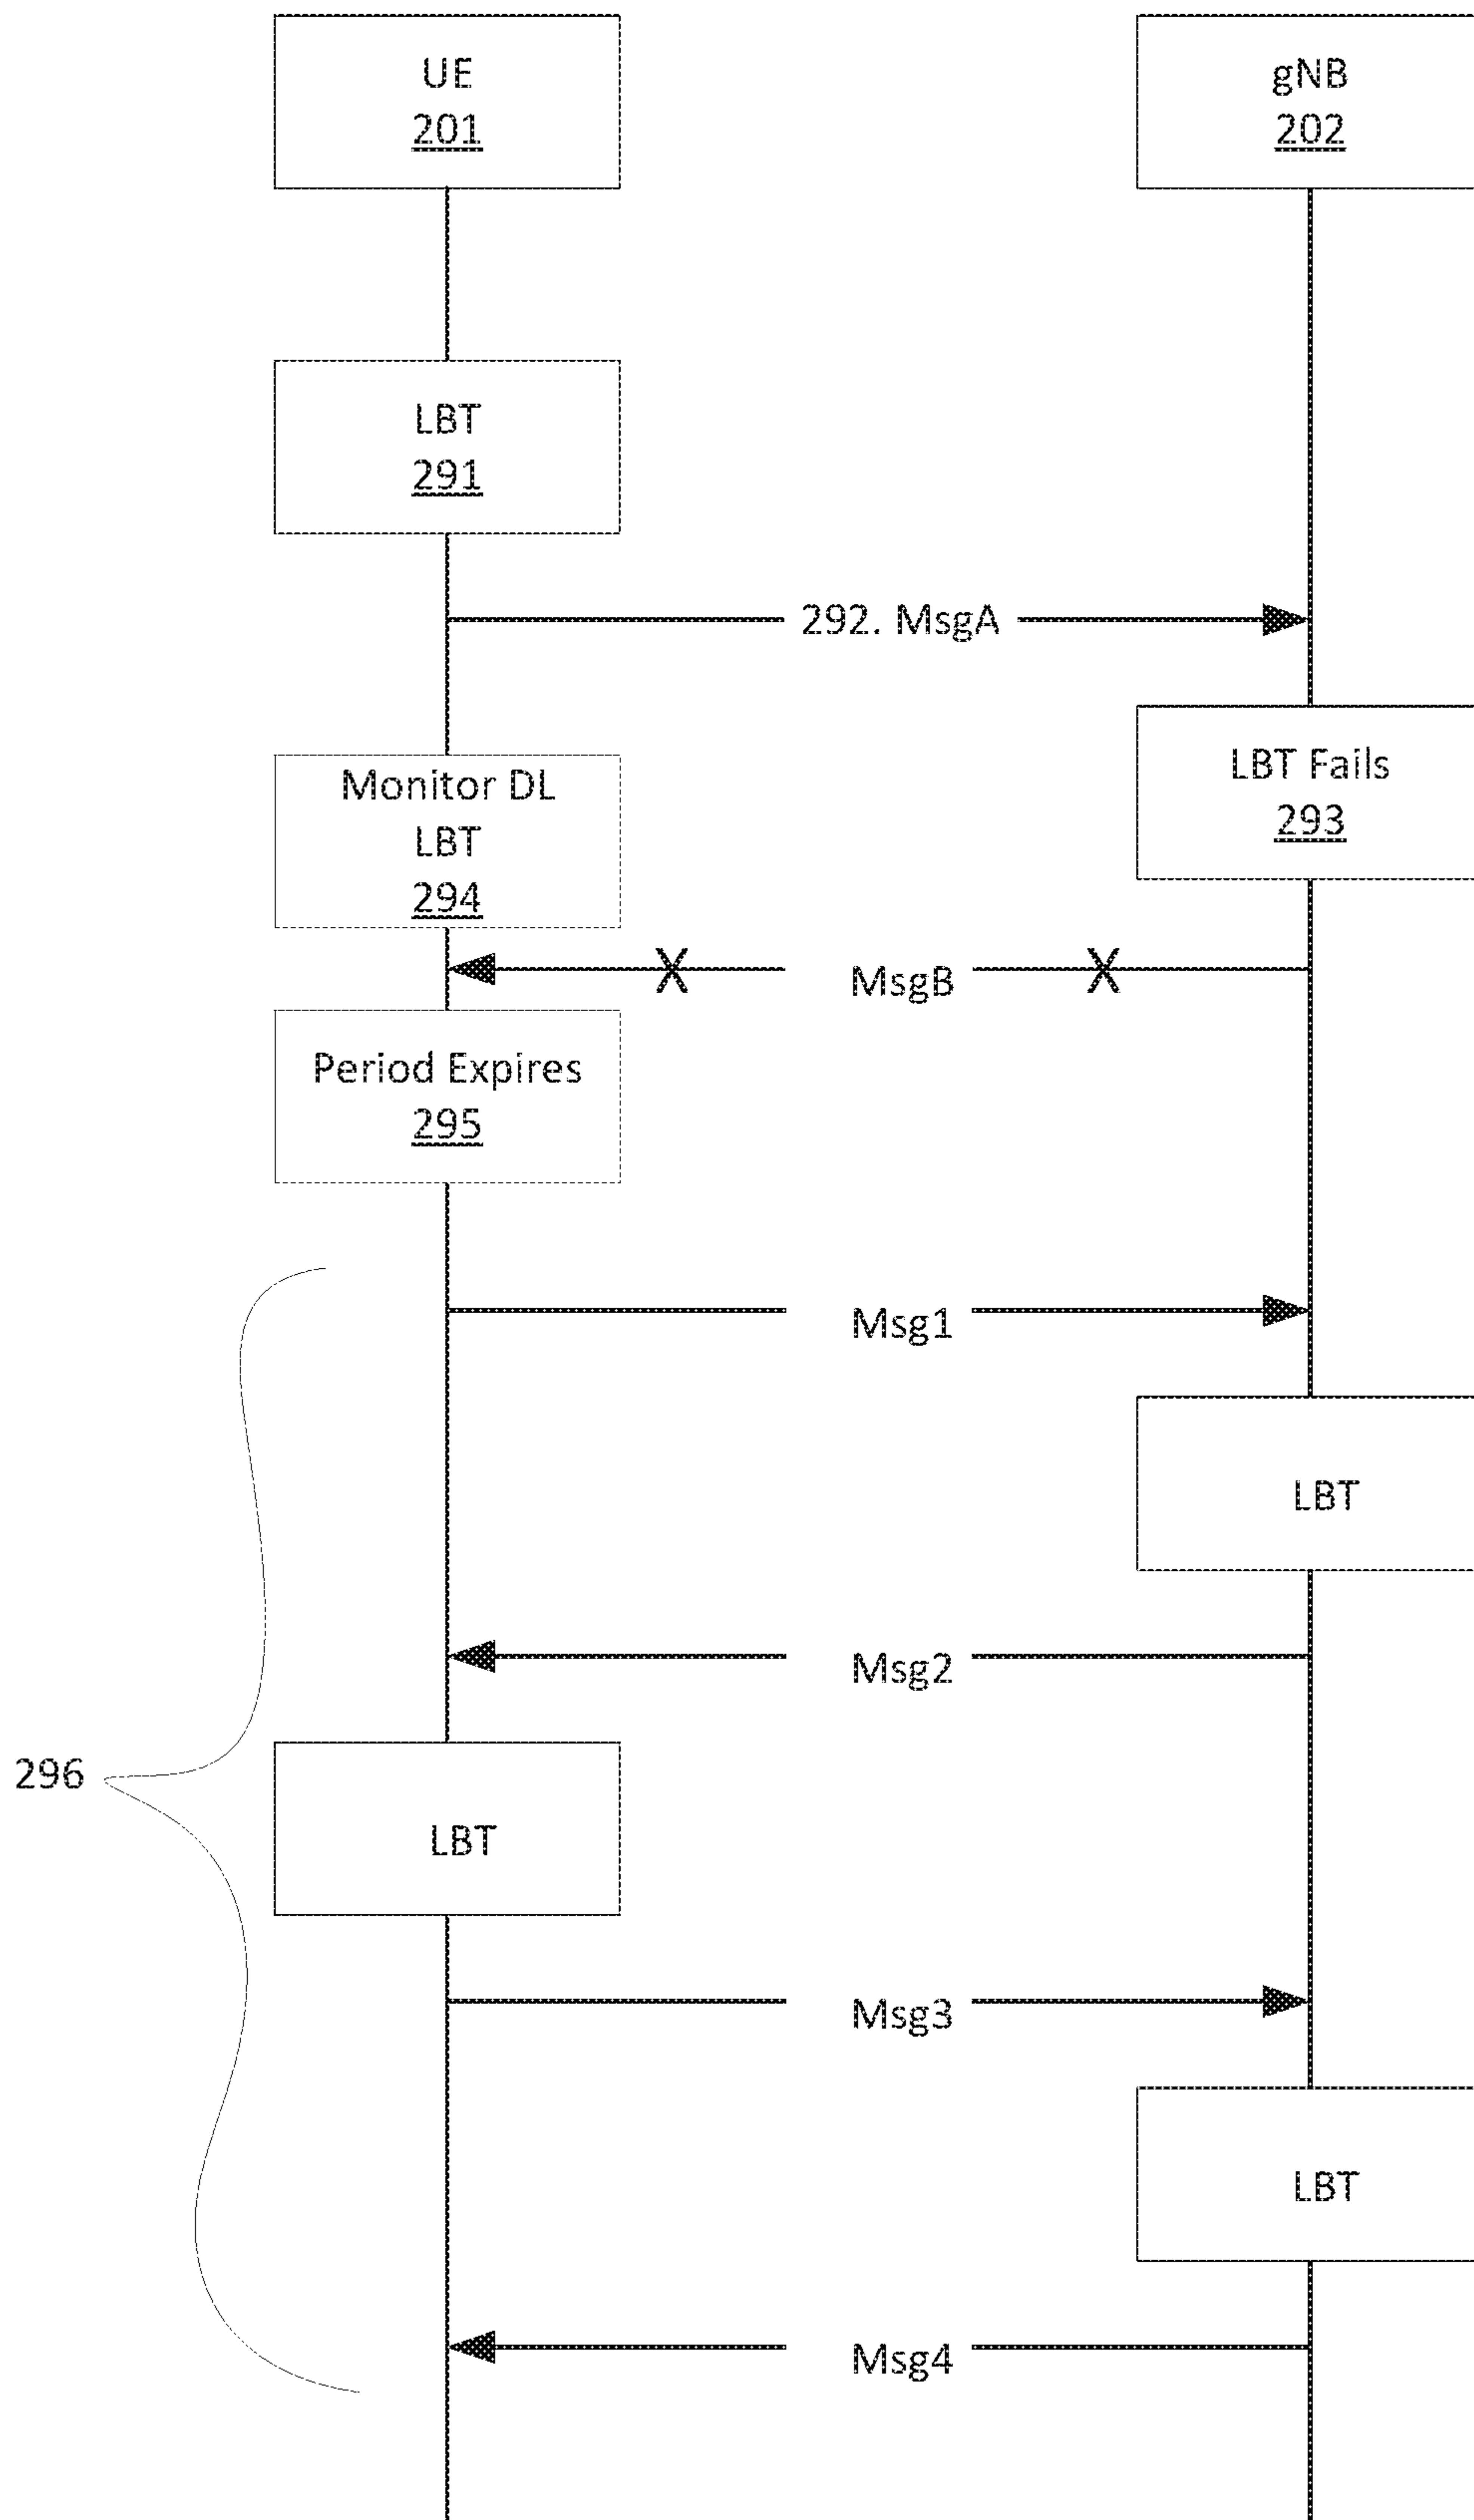 UE
201
gNB
202
LBT
291
292. MsgA
LBT Fails
293
Monitor DL
LBT
294
MsgB
X
X
Period Expires
295
Msg1
LBT
Msg2
296
LBT
Msg3
LBT
Msg4